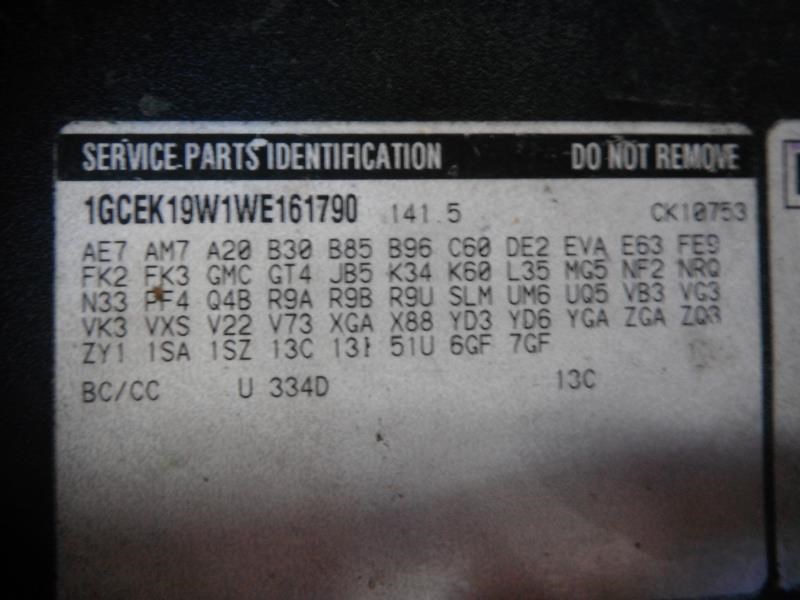 SERVICE PARTS IDENTIFICATION DO NOT REMOVE
1GCEK19W1WE161790 141.5 CK10753
AE7 AM7 A20 B30 B85 B96 C60 DE2 EVA E63 FE9
FK2 FK3 GMC GT4 JB5 K34 K60 L35 MG5 NF2 NRQ
N33 PF4 Q4B R9A R9B R9U SLM UM6 UQ5 VB3 VG3
VK3 VXS V22 V73 XGA X88 YD3 YD6 YGA ZGA ZQ3
ZY1 1SA 1SZ 13C 51U 6GF 7GF
BC/CC U 334D 13C